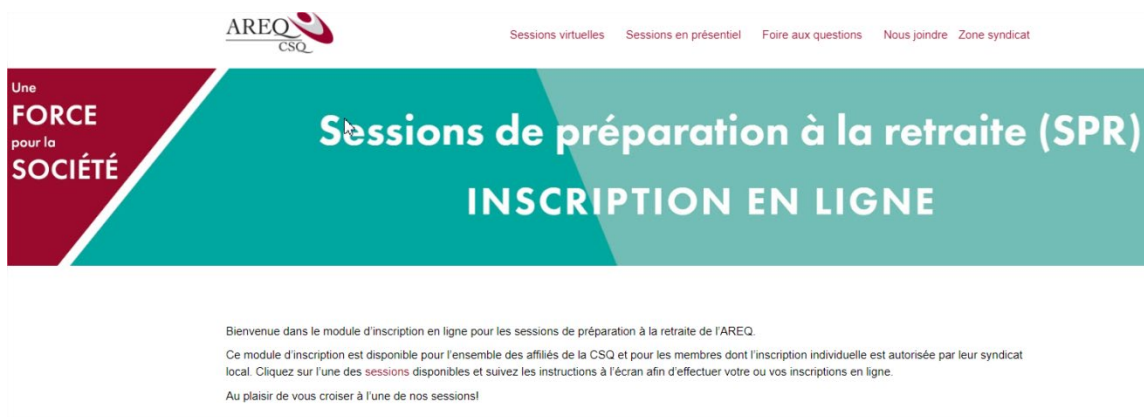 AREQ
CSQ
Sessions virtuelles Sessions en présentiel Foire aux questions Nous joindre Zone syndicat
Une
FORCE
pour la
SOCIÉTÉ
Sessions de préparation à la retraite (SPR)
INSCRIPTION EN LIGNE
Bienvenue dans le module d'inscription en ligne pour les sessions de préparation à la retraite de l'AREQ.
Ce module d'inscription est disponible pour l'ensemble des affiliés de la CSQ et pour les membres dont l'inscription individuelle est autorisée par leur syndicat
local. Cliquez sur l'une des sessions disponibles et suivez les instructions à l'écran afin d'effectuer votre ou vos inscriptions en ligne.
Au plaisir de vous croiser à l'une de nos sessions!